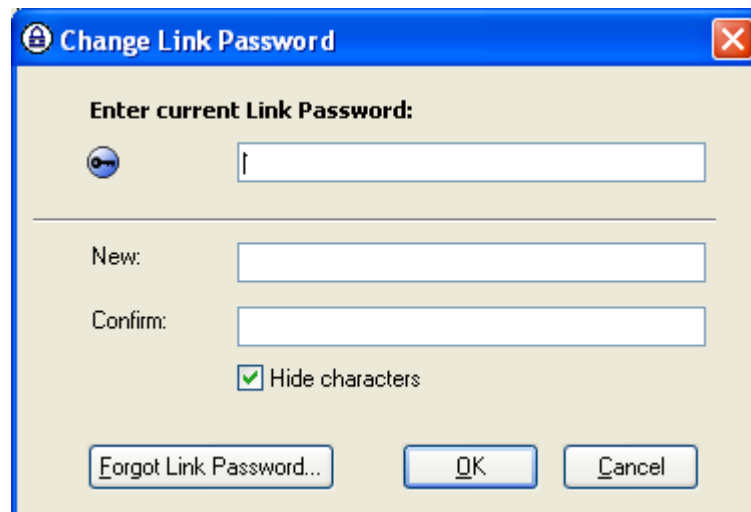 Change Link Password
Enter current Link Password:
New:
Confirm:
Hide characters
Forgot Link Password...
OK
Cancel